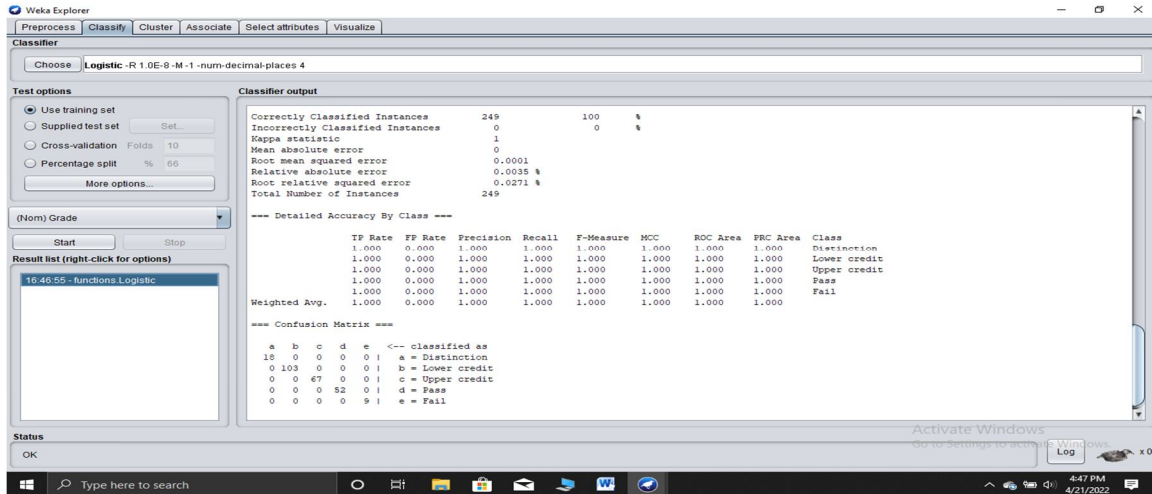 Weka Explorer
Preprocess Classify Cluster Associate Select attributes Visualize
Classifier
Choose Logistic -R 1.0E-8 -M -1 -num-decimal-places 4
Test options
Use training set
Supplied test set Set...
Cross-validation Folds 10
Percentage split % 66
More options...
(Nom) Grade
Start Stop
Result list (right-click for options)
16:46:55 - functions.Logistic
Classifier output
Correctly Classified Instances 249 100 %
Incorrectly Classified Instances 0 0 %
Kappa statistic 1
Mean absolute error 0
Root mean squared error 0.0001
Relative absolute error 0.0035 %
Root relative squared error 0.0271 %
Total Number of Instances 249
=== Detailed Accuracy By Class ===
TP Rate FP Rate Precision Recall F-Measure MCC ROC Area PRC Area Class
1.000 0.000 1.000 1.000 1.000 1.000 1.000 1.000 Distinction
1.000 0.000 1.000 1.000 1.000 1.000 1.000 1.000 Lower credit
1.000 0.000 1.000 1.000 1.000 1.000 1.000 1.000 Upper credit
1.000 0.000 1.000 1.000 1.000 1.000 1.000 1.000 Pass
1.000 0.000 1.000 1.000 1.000 1.000 1.000 1.000 Fail
Weighted Avg. 1.000 0.000 1.000 1.000 1.000 1.000 1.000 1.000
=== Confusion Matrix ===
a b c d e <-- classified as
18 0 0 0 0 | a = Distinction
0 103 0 0 0 | b = Lower credit
0 0 67 0 0 | c = Upper credit
0 0 0 52 0 | d = Pass
0 0 0 0 9 | e = Fail
Activate Windows
Go to Settings to activate Windows.
Status
OK
Log
x 0
Type here to search
4:47 PM
4/21/2022